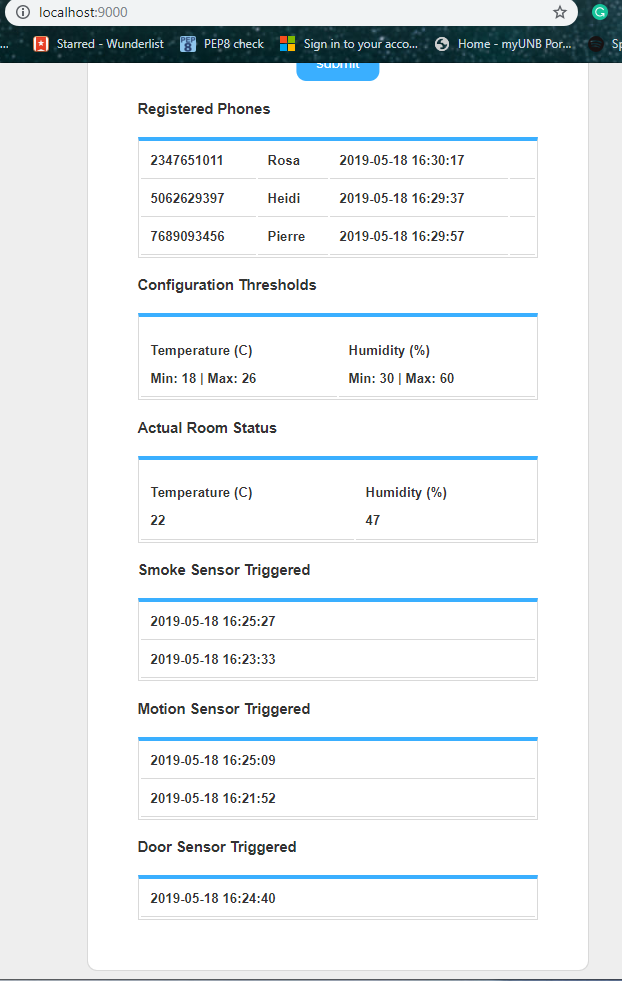 localhost:9000
... Starred - Wunderlist PEP8 check Sign in to your acco... Home - myUNB Por... Sp
Submit
Registered Phones
2347651011 Rosa 2019-05-18 16:30:17
5062629397 Heidi 2019-05-18 16:29:37
7689093456 Pierre 2019-05-18 16:29:57
Configuration Thresholds
Temperature (C) Humidity (%)
Min: 18 | Max: 26 Min: 30 | Max: 60
Actual Room Status
Temperature (C) Humidity (%)
22 47
Smoke Sensor Triggered
2019-05-18 16:25:27
2019-05-18 16:23:33
Motion Sensor Triggered
2019-05-18 16:25:09
2019-05-18 16:21:52
Door Sensor Triggered
2019-05-18 16:24:40